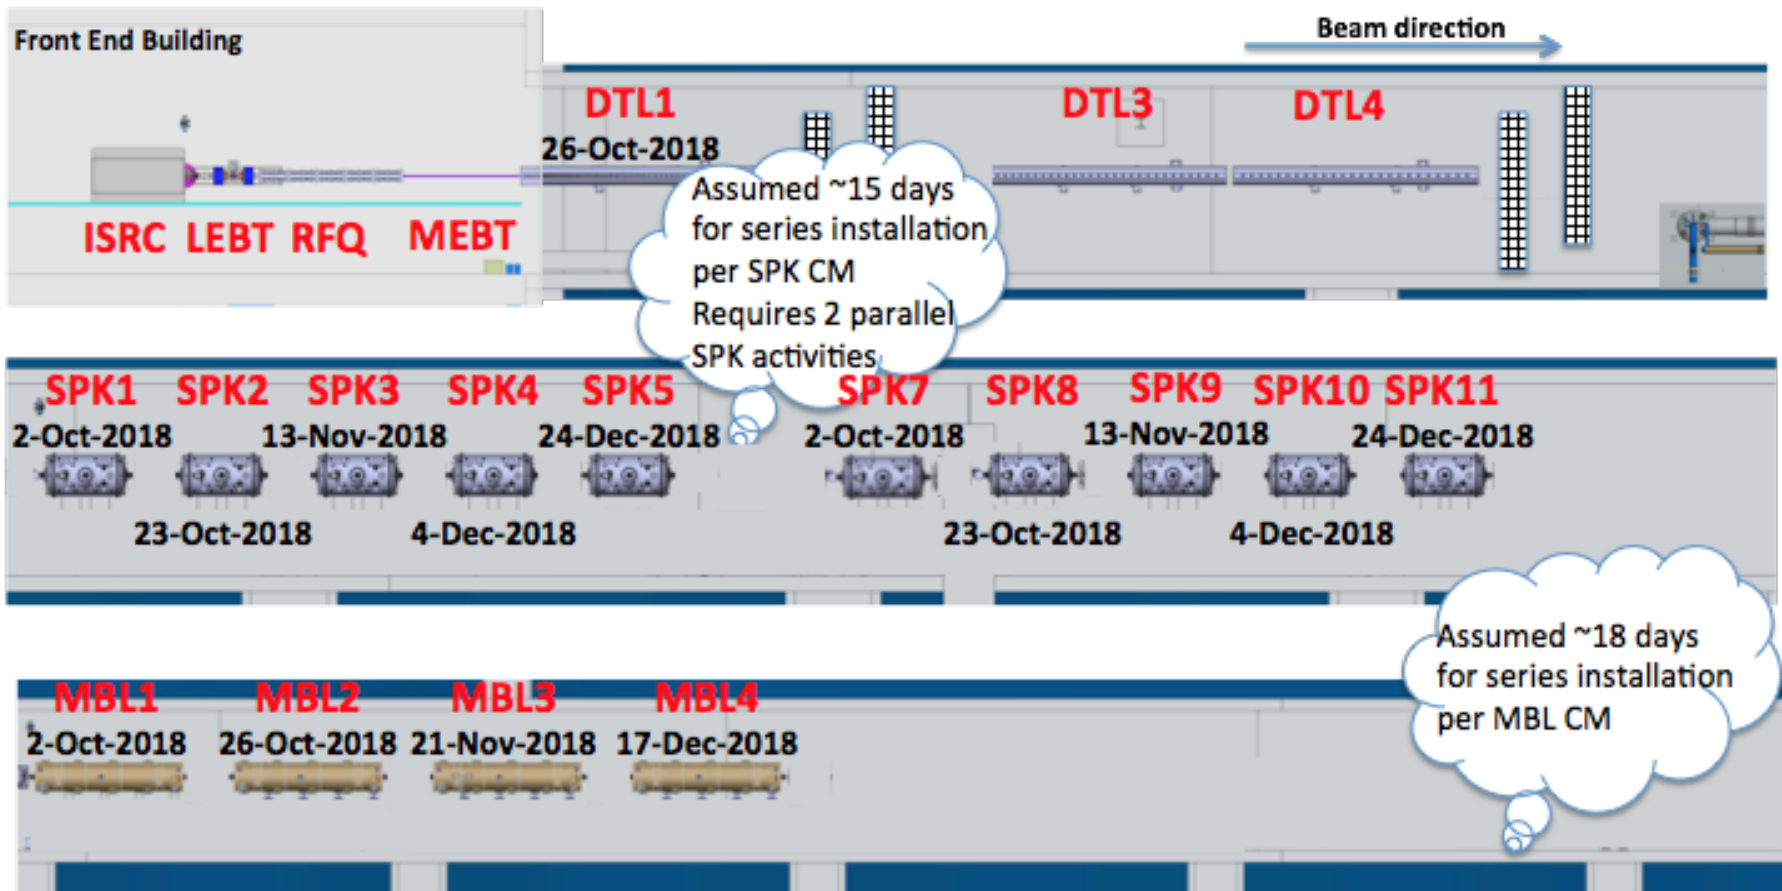 Front End Building
Beam direction
DTL1
DTL3
DTL4
26-Oct-2018
ISRC LEBT RFQ MEBT
Assumed ~15 days
for series installation
per SPK CM
Requires 2 parallel
SPK activities
SPK1 SPK2 SPK3 SPK4 SPK5 SPK7 SPK8 SPK9 SPK10 SPK11
2-Oct-2018 13-Nov-2018 24-Dec-2018 2-Oct-2018 13-Nov-2018 24-Dec-2018
23-Oct-2018 4-Dec-2018 23-Oct-2018 4-Dec-2018
Assumed ~18 days
for series installation
per MBL CM
MBL1 MBL2 MBL3 MBL4
2-Oct-2018 26-Oct-2018 21-Nov-2018 17-Dec-2018